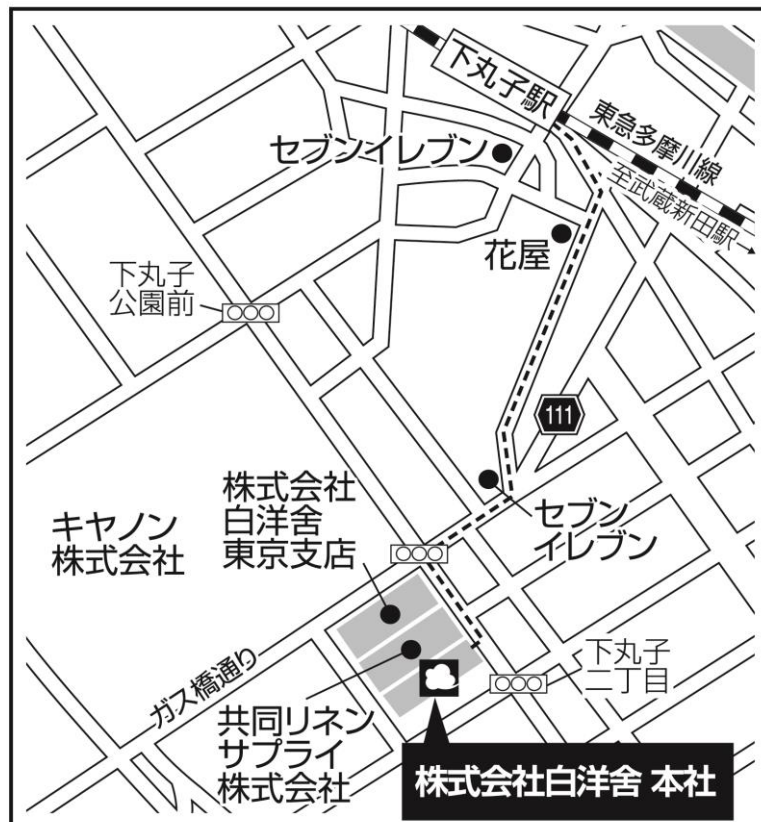 下丸子駅
東急多摩川線
至武蔵新田駅
セブンイレブン
花屋
下丸子
公園前
111
株式会社
白洋舍
東京支店
キヤノン
株式会社
セブン
イレブン
ガス橋通り
下丸子
二丁目
共同リネン
サプライ
株式会社
株式会社白洋舍 本社